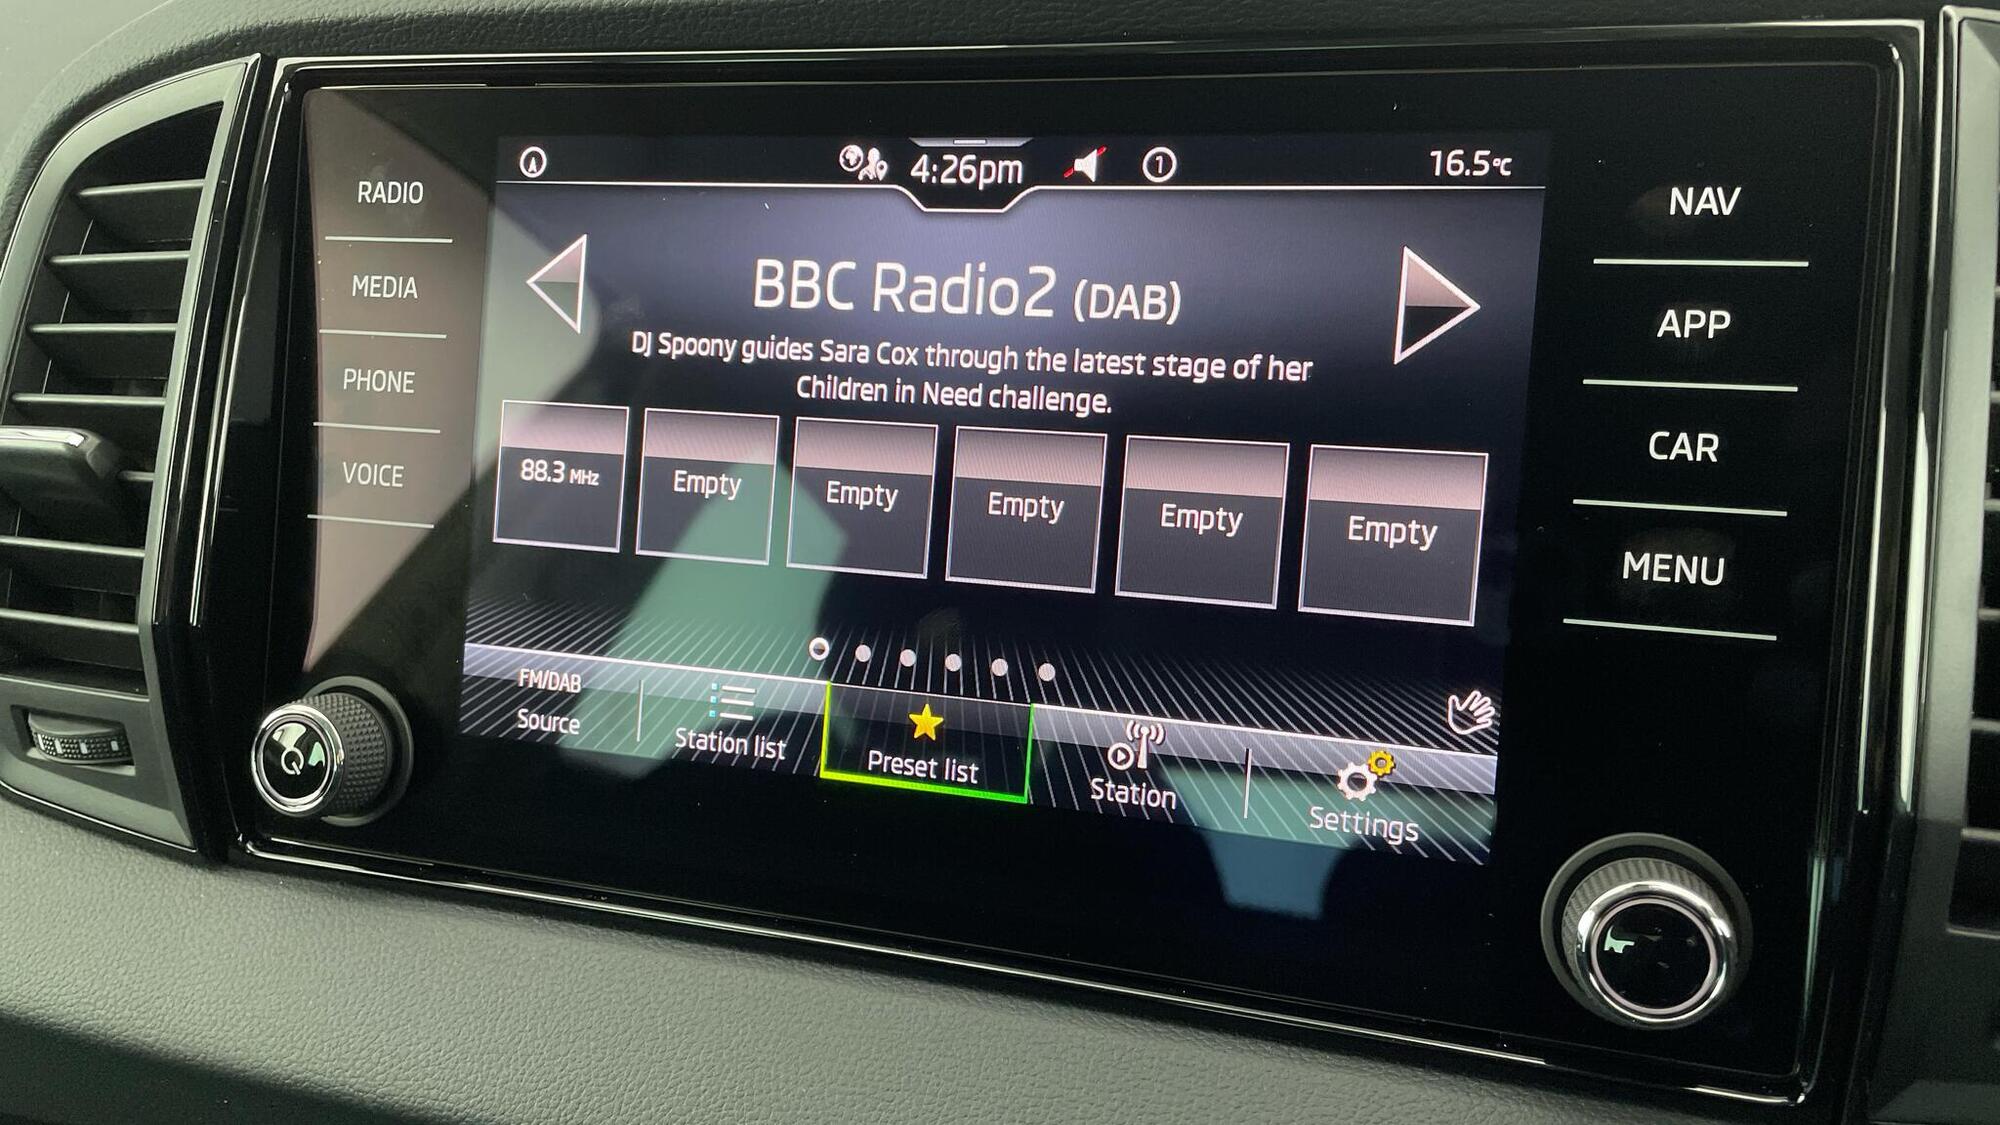 RADIO
MEDIA
PHONE
VOICE
4:26pm
1
16.5°C
BBC Radio2 (DAB)
DJ Spoony guides Sara Cox through the latest stage of her
Children in Need challenge.
88.3 MHz
Empty
Empty
Empty
Empty
Empty
FM/DAB
Source
Station list
Preset list
Station
Settings
NAV
APP
CAR
MENU